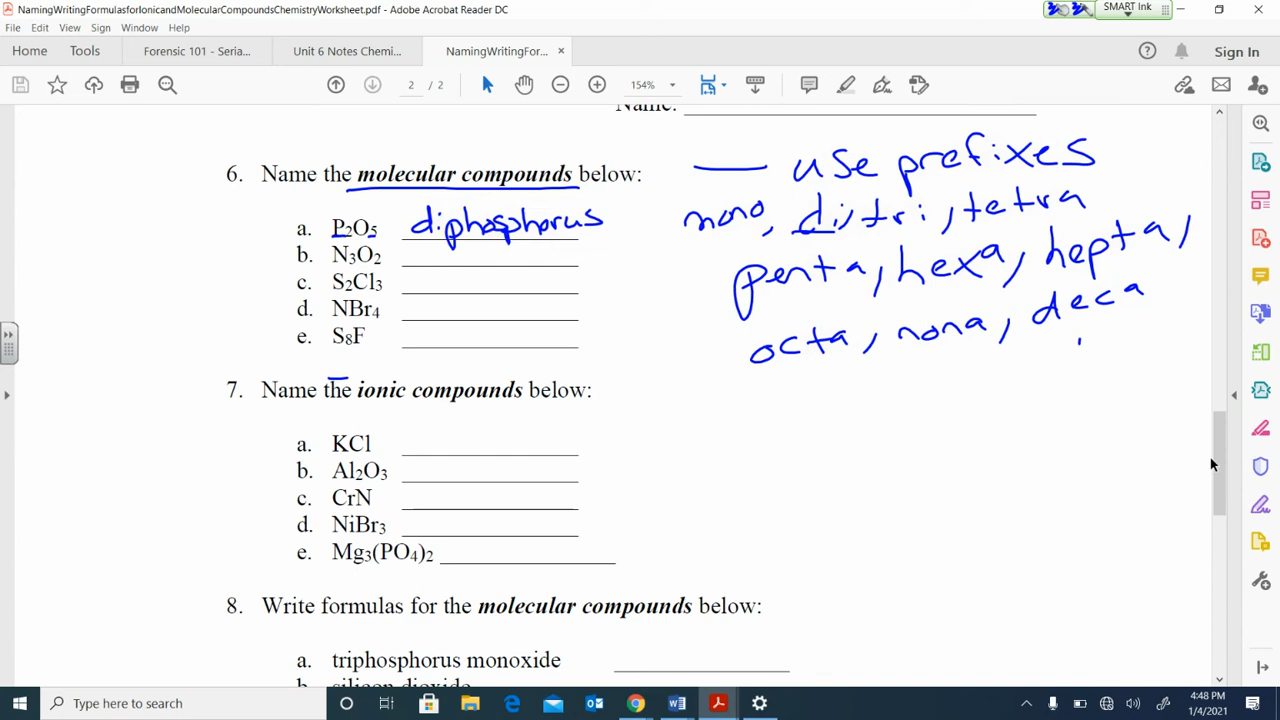 NamingWritingFormulasforIonicandMolecularCompoundsChemistryWorksheet.pdf - Adobe Acrobat Reader DC
SMART Ink
File Edit View Sign Window Help
Home Tools Forensic 101 - Seria... Unit 6 Notes Chemi... NamingWritingFor... × Sign In
2 / 2 154%
Name:
6. Name the molecular compounds below: — use prefixes
mono, di, tri, tetra
a. P₂O₅ diphosphorus
penta, hexa, hepta,
b. N₃O₂
c. S₂Cl₃
octa, nona, deca
d. NBr₄
e. S₈F
7. Name the ionic compounds below:
a. KCl
b. Al₂O₃
c. CrN
d. NiBr₃
e. Mg₃(PO₄)₂
8. Write formulas for the molecular compounds below:
a. triphosphorus monoxide
b. silicon dioxide
Type here to search
4:48 PM
1/4/2021